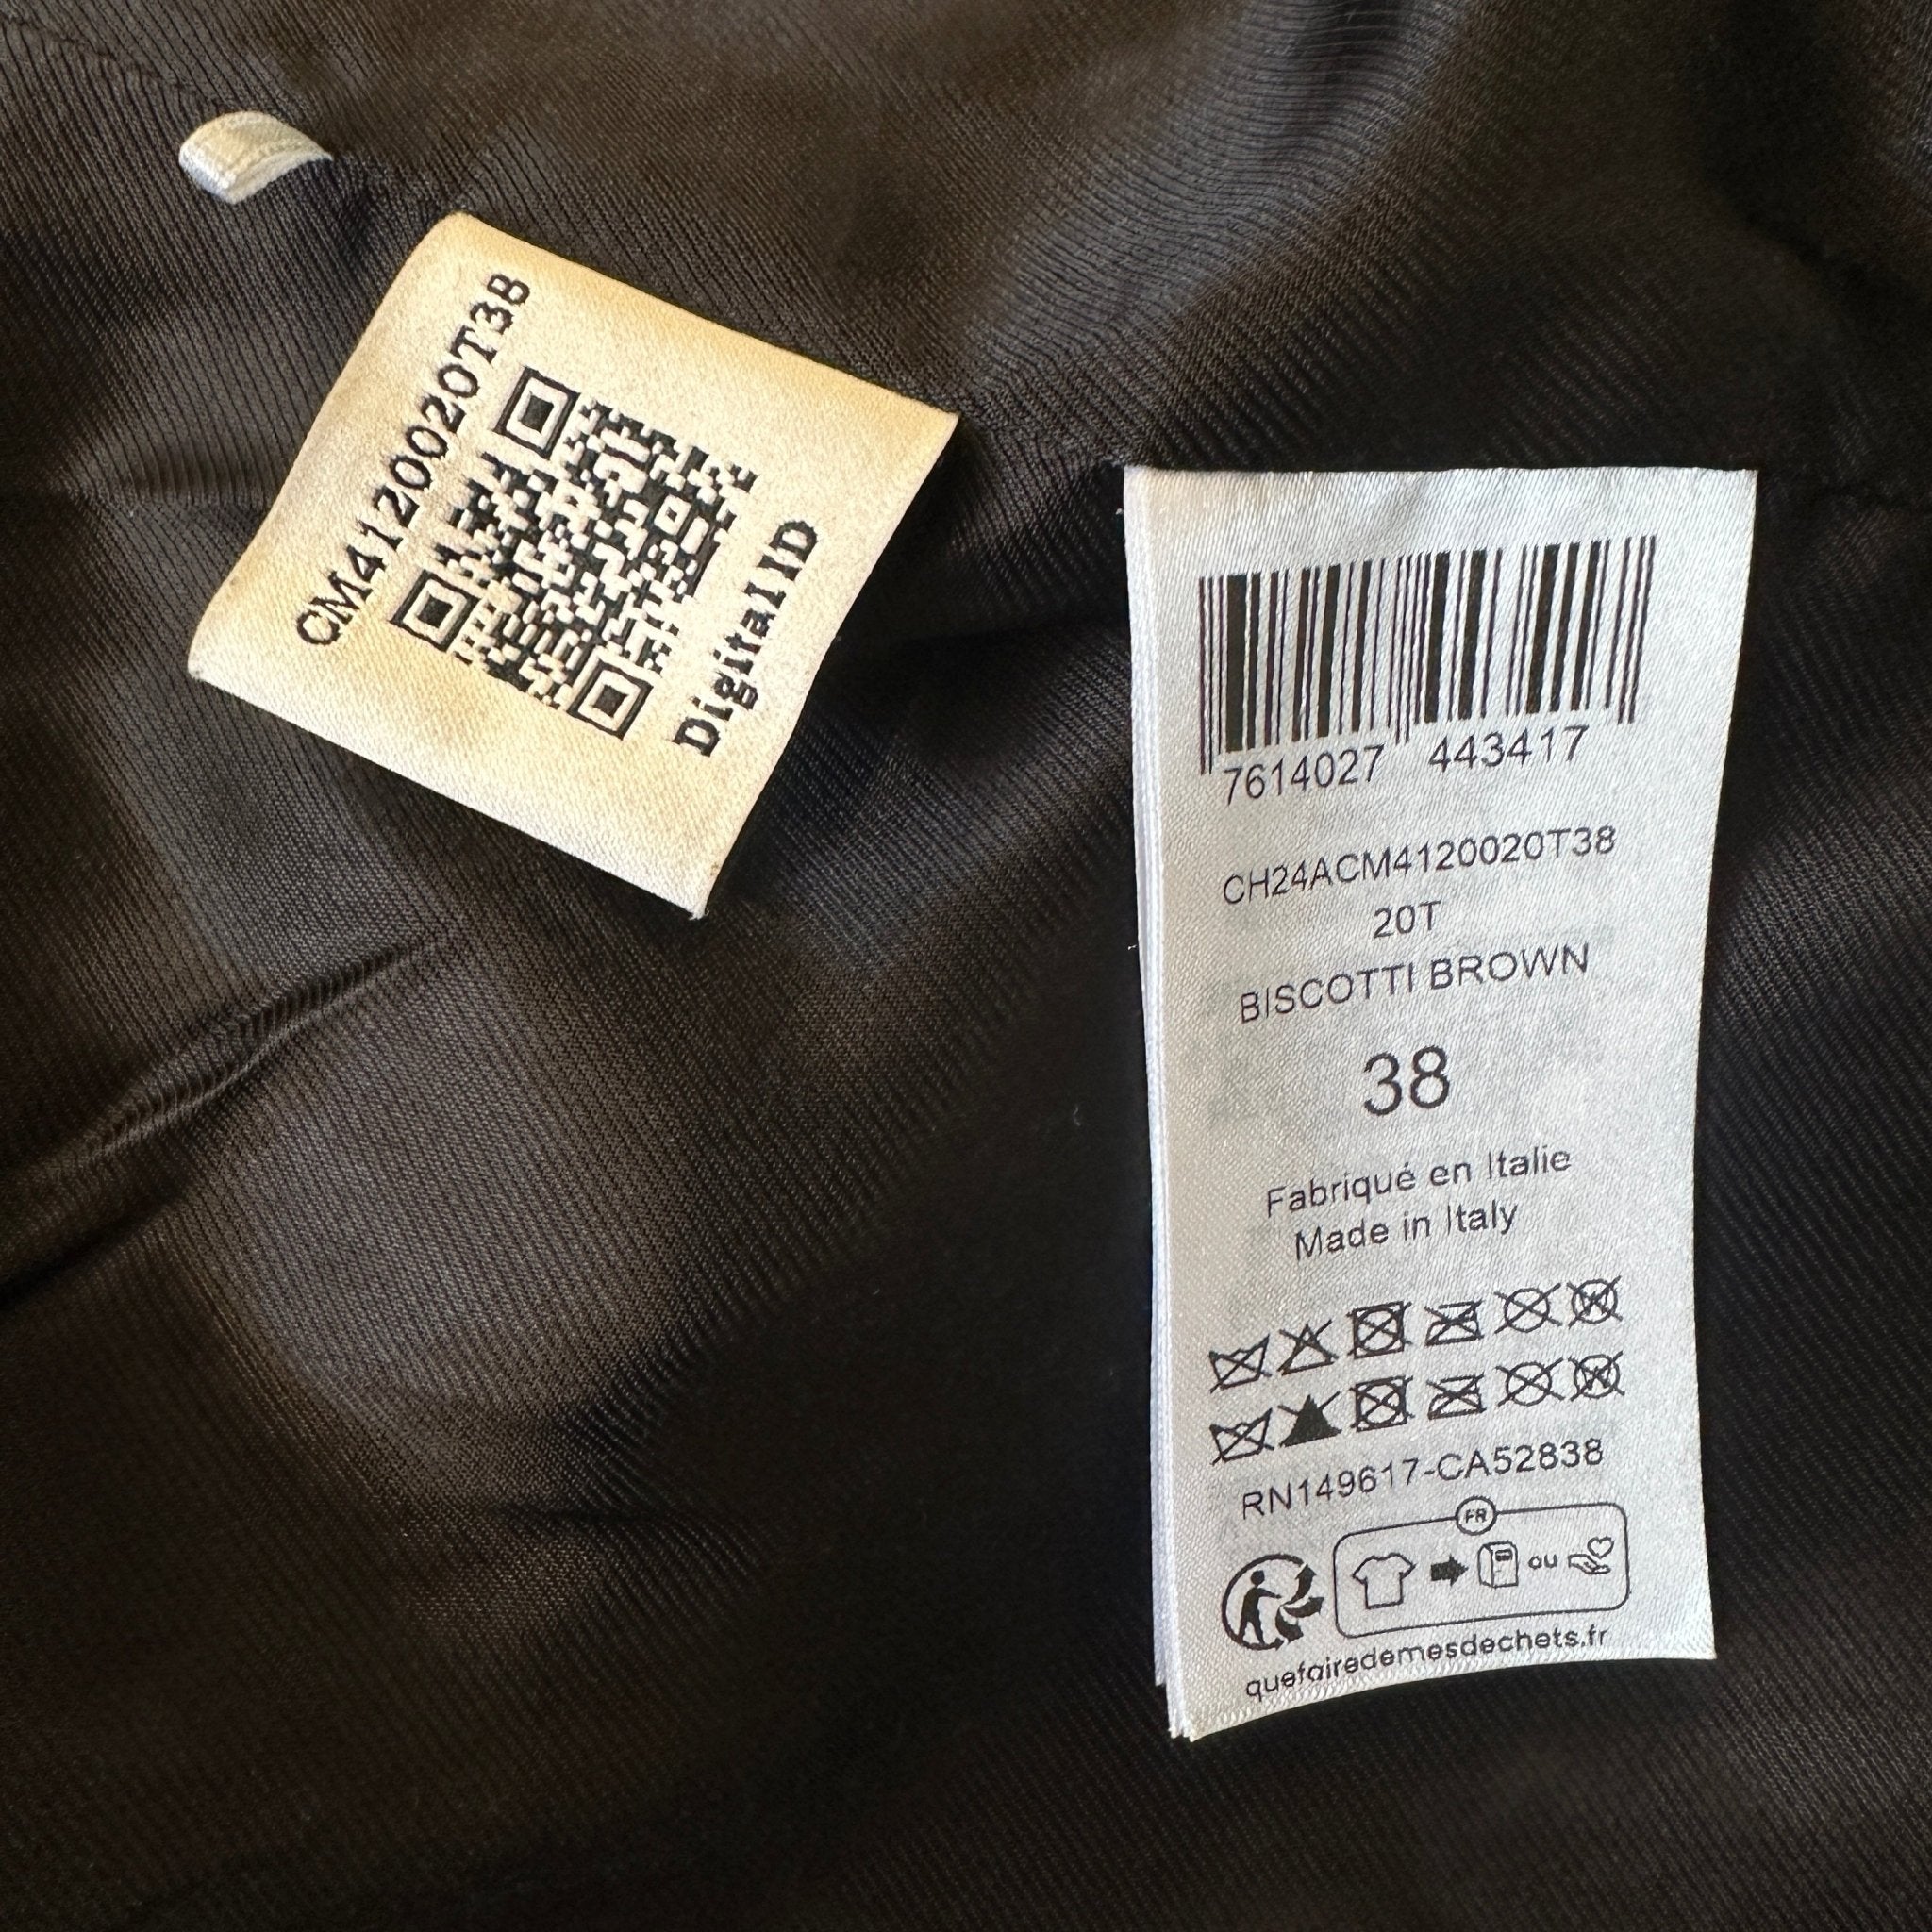 CM4120020T38
Digital ID
7614027 443417
CH24ACM4120020T38
20T
BISCOTTI BROWN
38
Fabriqué en Italie
Made in Italy
RN149617-CA52838
FR
ou
quefairedemesdechets.fr